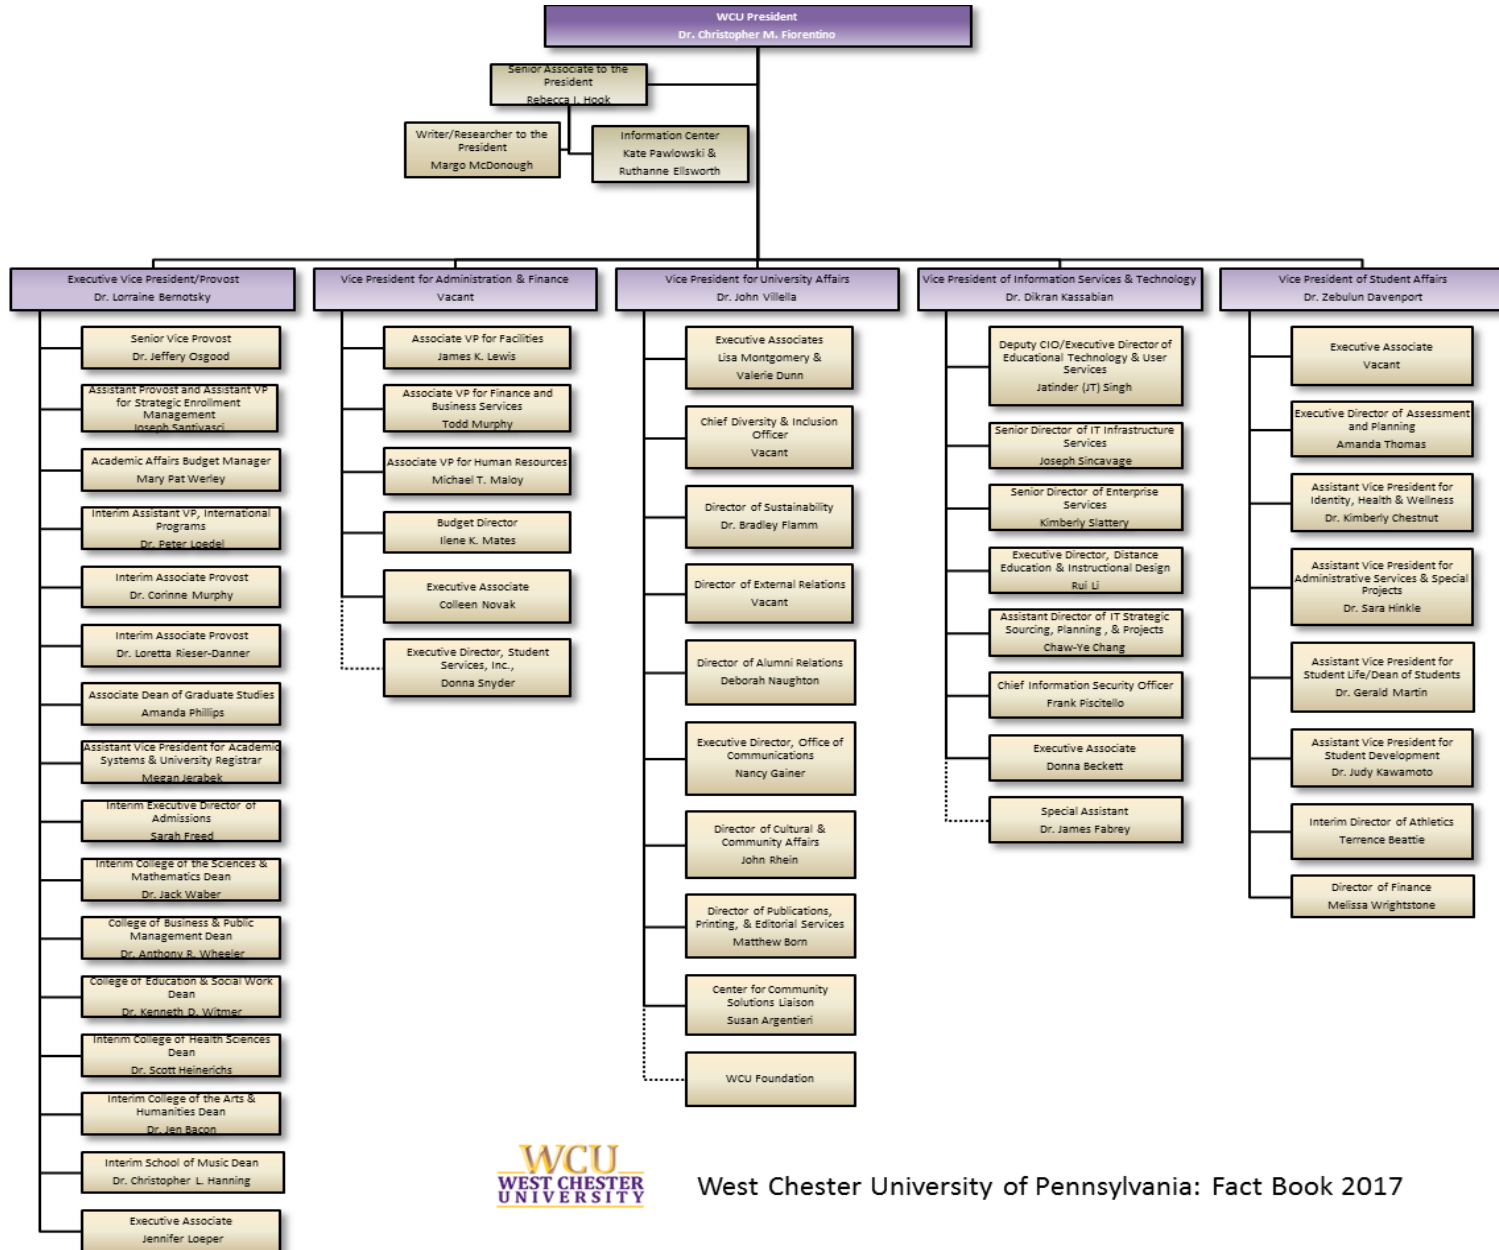 WCU President
Dr. Christopher M. Fiorentino
Senior Associate to the
President
Rebecca J. Hook
Writer/Researcher to the
President
Margo McDonough
Information Center
Kate Pawlowski &
Ruthanne Ellsworth
Executive Vice President/Provost
Dr. Lorraine Bernotsky
Senior Vice Provost
Dr. Jeffery Osgood
Assistant Provost and Assistant VP
for Strategic Enrollment
Management
Joseph Santivasci
Academic Affairs Budget Manager
Mary Pat Werley
Interim Assistant VP, International
Programs
Dr. Peter Loedel
Interim Associate Provost
Dr. Corinne Murphy
Interim Associate Provost
Dr. Loretta Rieser-Danner
Associate Dean of Graduate Studies
Amanda Phillips
Assistant Vice President for Academic
Systems & University Registrar
Megan Jerabek
Interim Executive Director of
Admissions
Sarah Freed
Interim College of the Sciences &
Mathematics Dean
Dr. Jack Waber
College of Business & Public
Management Dean
Dr. Anthony R. Wheeler
College of Education & Social Work
Dean
Dr. Kenneth D. Witmer
Interim College of Health Sciences
Dean
Dr. Scott Heinerichs
Interim College of the Arts &
Humanities Dean
Dr. Jen Bacon
Interim School of Music Dean
Dr. Christopher L. Hanning
Executive Associate
Jennifer Loeper
Vice President for Administration & Finance
Vacant
Associate VP for Facilities
James K. Lewis
Associate VP for Finance and
Business Services
Todd Murphy
Associate VP for Human Resources
Michael T. Maloy
Budget Director
Ilene K. Mates
Executive Associate
Colleen Novak
Executive Director, Student
Services, Inc.,
Donna Snyder
Vice President for University Affairs
Dr. John Villella
Executive Associates
Lisa Montgomery &
Valerie Dunn
Chief Diversity & Inclusion
Officer
Vacant
Director of Sustainability
Dr. Bradley Flamm
Director of External Relations
Vacant
Director of Alumni Relations
Deborah Naughton
Executive Director, Office of
Communications
Nancy Gainer
Director of Cultural &
Community Affairs
John Rhein
Director of Publications,
Printing, & Editorial Services
Matthew Born
Center for Community
Solutions Liaison
Susan Argentieri
WCU Foundation
Vice President of Information Services & Technology
Dr. Dikran Kassabian
Deputy CIO/Executive Director of
Educational Technology & User
Services
Jatinder (JT) Singh
Senior Director of IT Infrastructure
Services
Joseph Sincavage
Senior Director of Enterprise
Services
Kimberly Slattery
Executive Director, Distance
Education & Instructional Design
Rui Li
Assistant Director of IT Strategic
Sourcing, Planning , & Projects
Chaw-Ye Chang
Chief Information Security Officer
Frank Piscitello
Executive Associate
Donna Beckett
Special Assistant
Dr. James Fabrey
Vice President of Student Affairs
Dr. Zebulun Davenport
Executive Associate
Vacant
Executive Director of Assessment
and Planning
Amanda Thomas
Assistant Vice President for
Identity, Health & Wellness
Dr. Kimberly Chestnut
Assistant Vice President for
Administrative Services & Special
Projects
Dr. Sara Hinkle
Assistant Vice President for
Student Life/Dean of Students
Dr. Gerald Martin
Assistant Vice President for
Student Development
Dr. Judy Kawamoto
Interim Director of Athletics
Terrence Beattie
Director of Finance
Melissa Wrightstone
WCU
WEST CHESTER
UNIVERSITY
West Chester University of Pennsylvania: Fact Book 2017